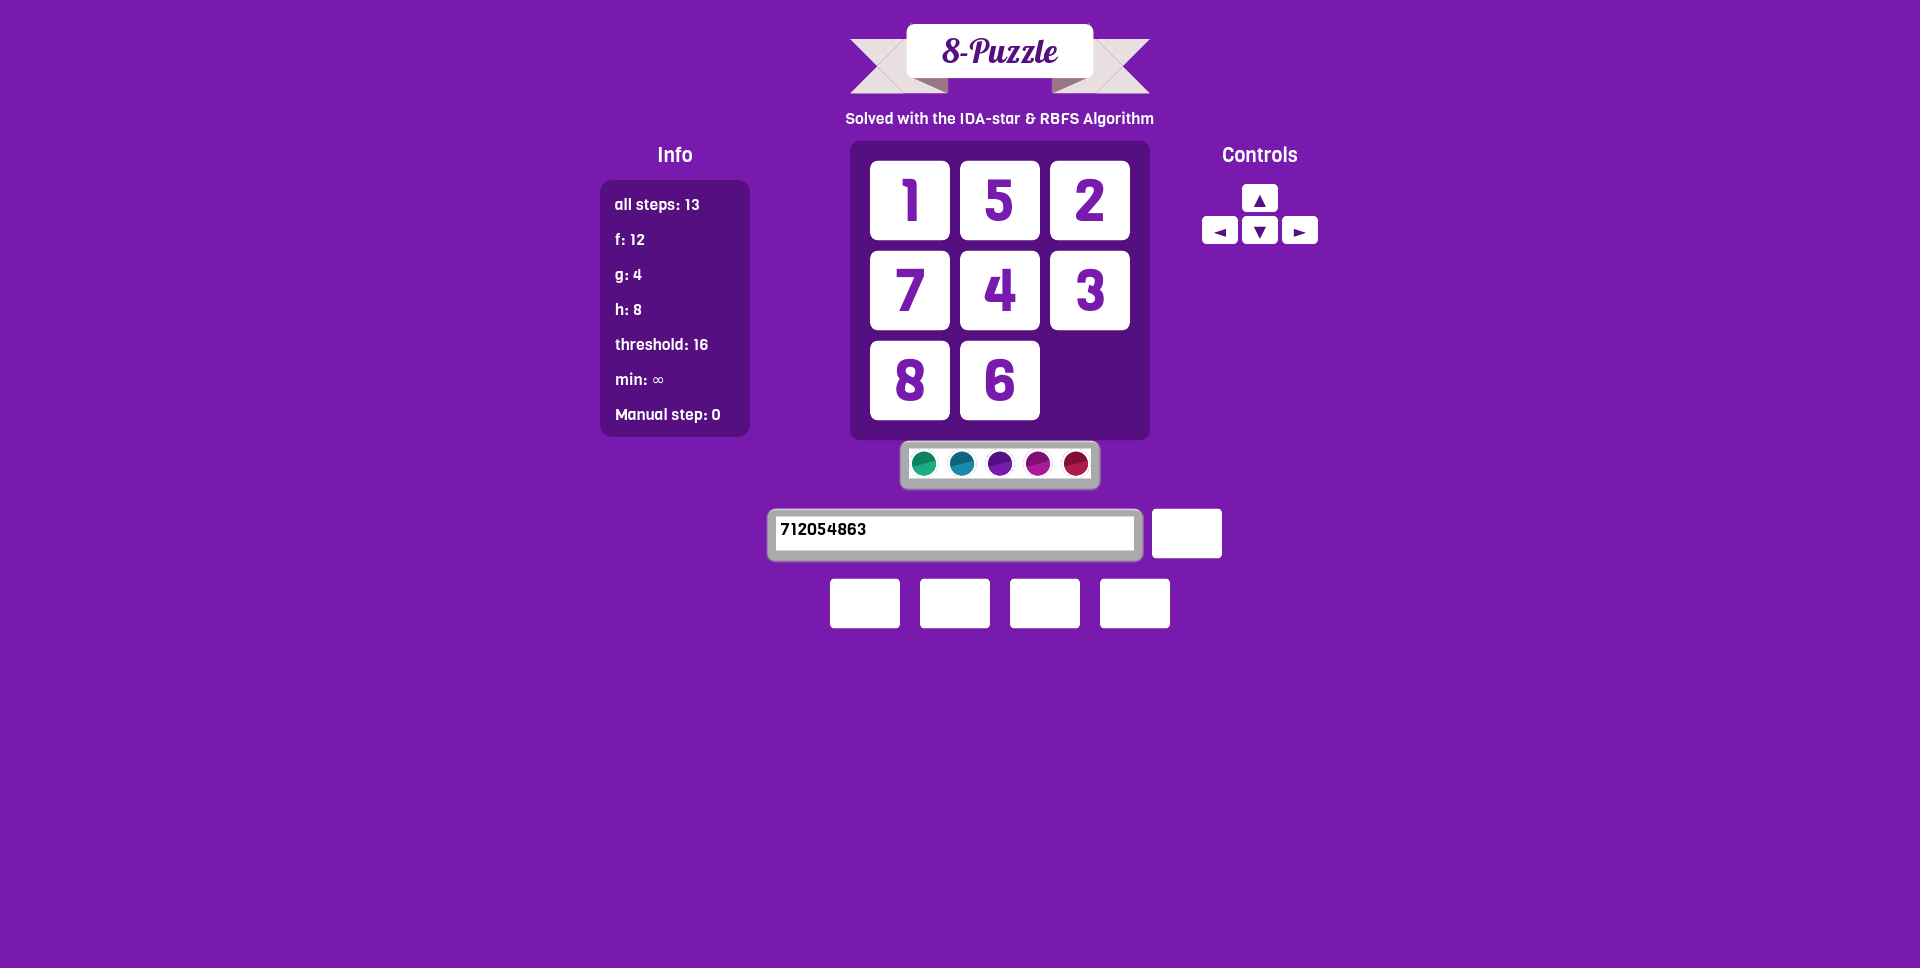 8-Puzzle
Solved with the IDA-star & RBFS Algorithm
Info
all steps: 13
f: 12
g: 4
h: 8
threshold: 16
min: ∞
Manual step: 0
1 5 2
7 4 3
8 6
Controls
▲
◄ ▼ ►
712054863